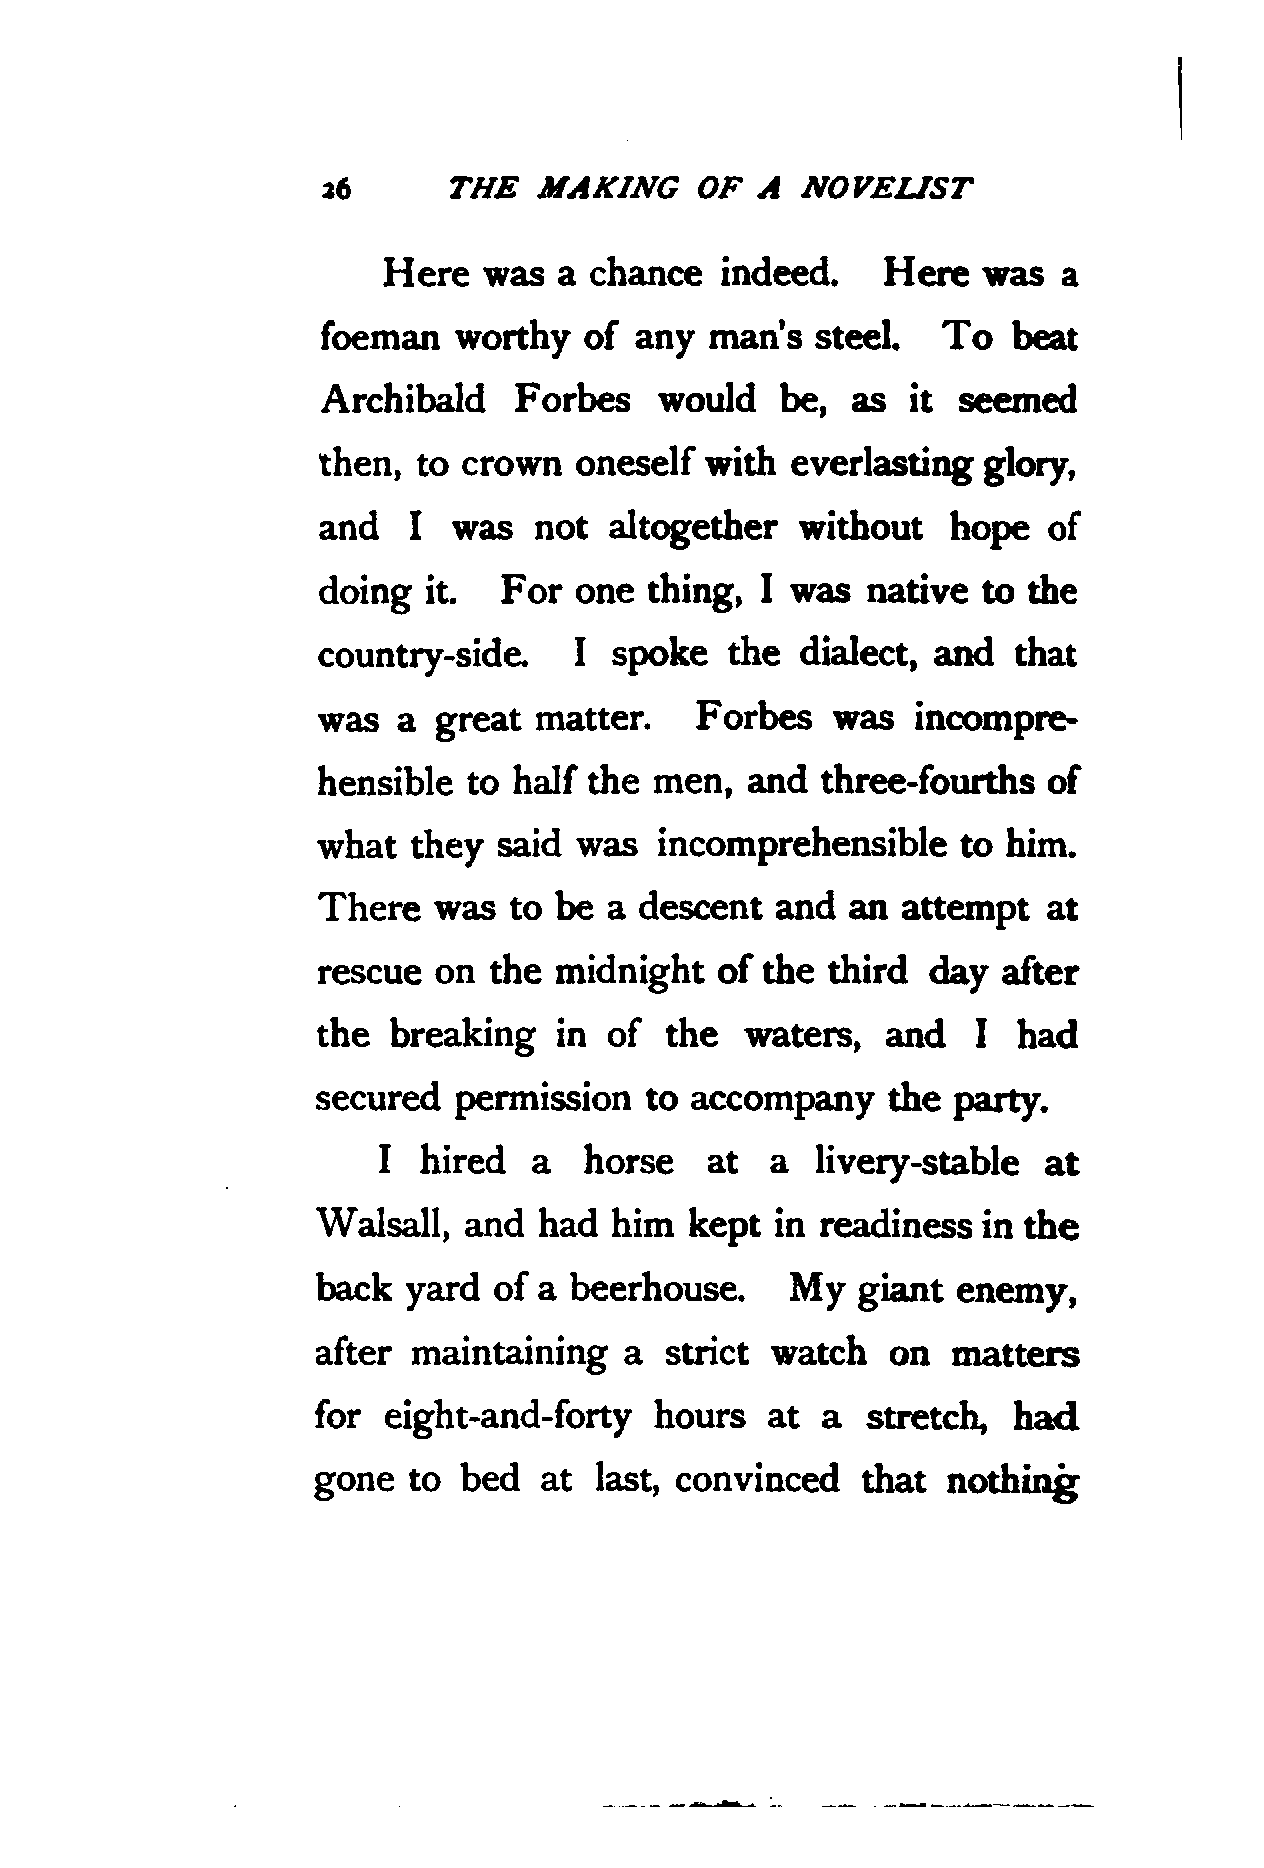 26 THE MAKING OF A NOVELIST
Here was a chance indeed. Here was a
foeman worthy of any man's steel. To beat
Archibald Forbes would be, as it seemed
then, to crown oneself with everlasting glory,
and I was not altogether without hope of
doing it. For one thing, I was native to the
country-side. I spoke the dialect, and that
was a great matter. Forbes was incompre-
hensible to half the men, and three-fourths of
what they said was incomprehensible to him.
There was to be a descent and an attempt at
rescue on the midnight of the third day after
the breaking in of the waters, and I had
secured permission to accompany the party.
I hired a horse at a livery-stable at
Walsall, and had him kept in readiness in the
back yard of a beerhouse. My giant enemy,
after maintaining a strict watch on matters
for eight-and-forty hours at a stretch, had
gone to bed at last, convinced that nothing